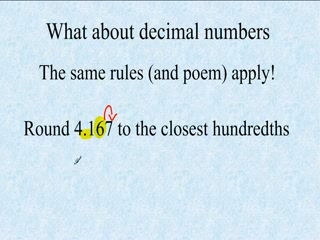 What about decimal numbers
The same rules (and poem) apply!
Round 4.167 to the closest hundredths